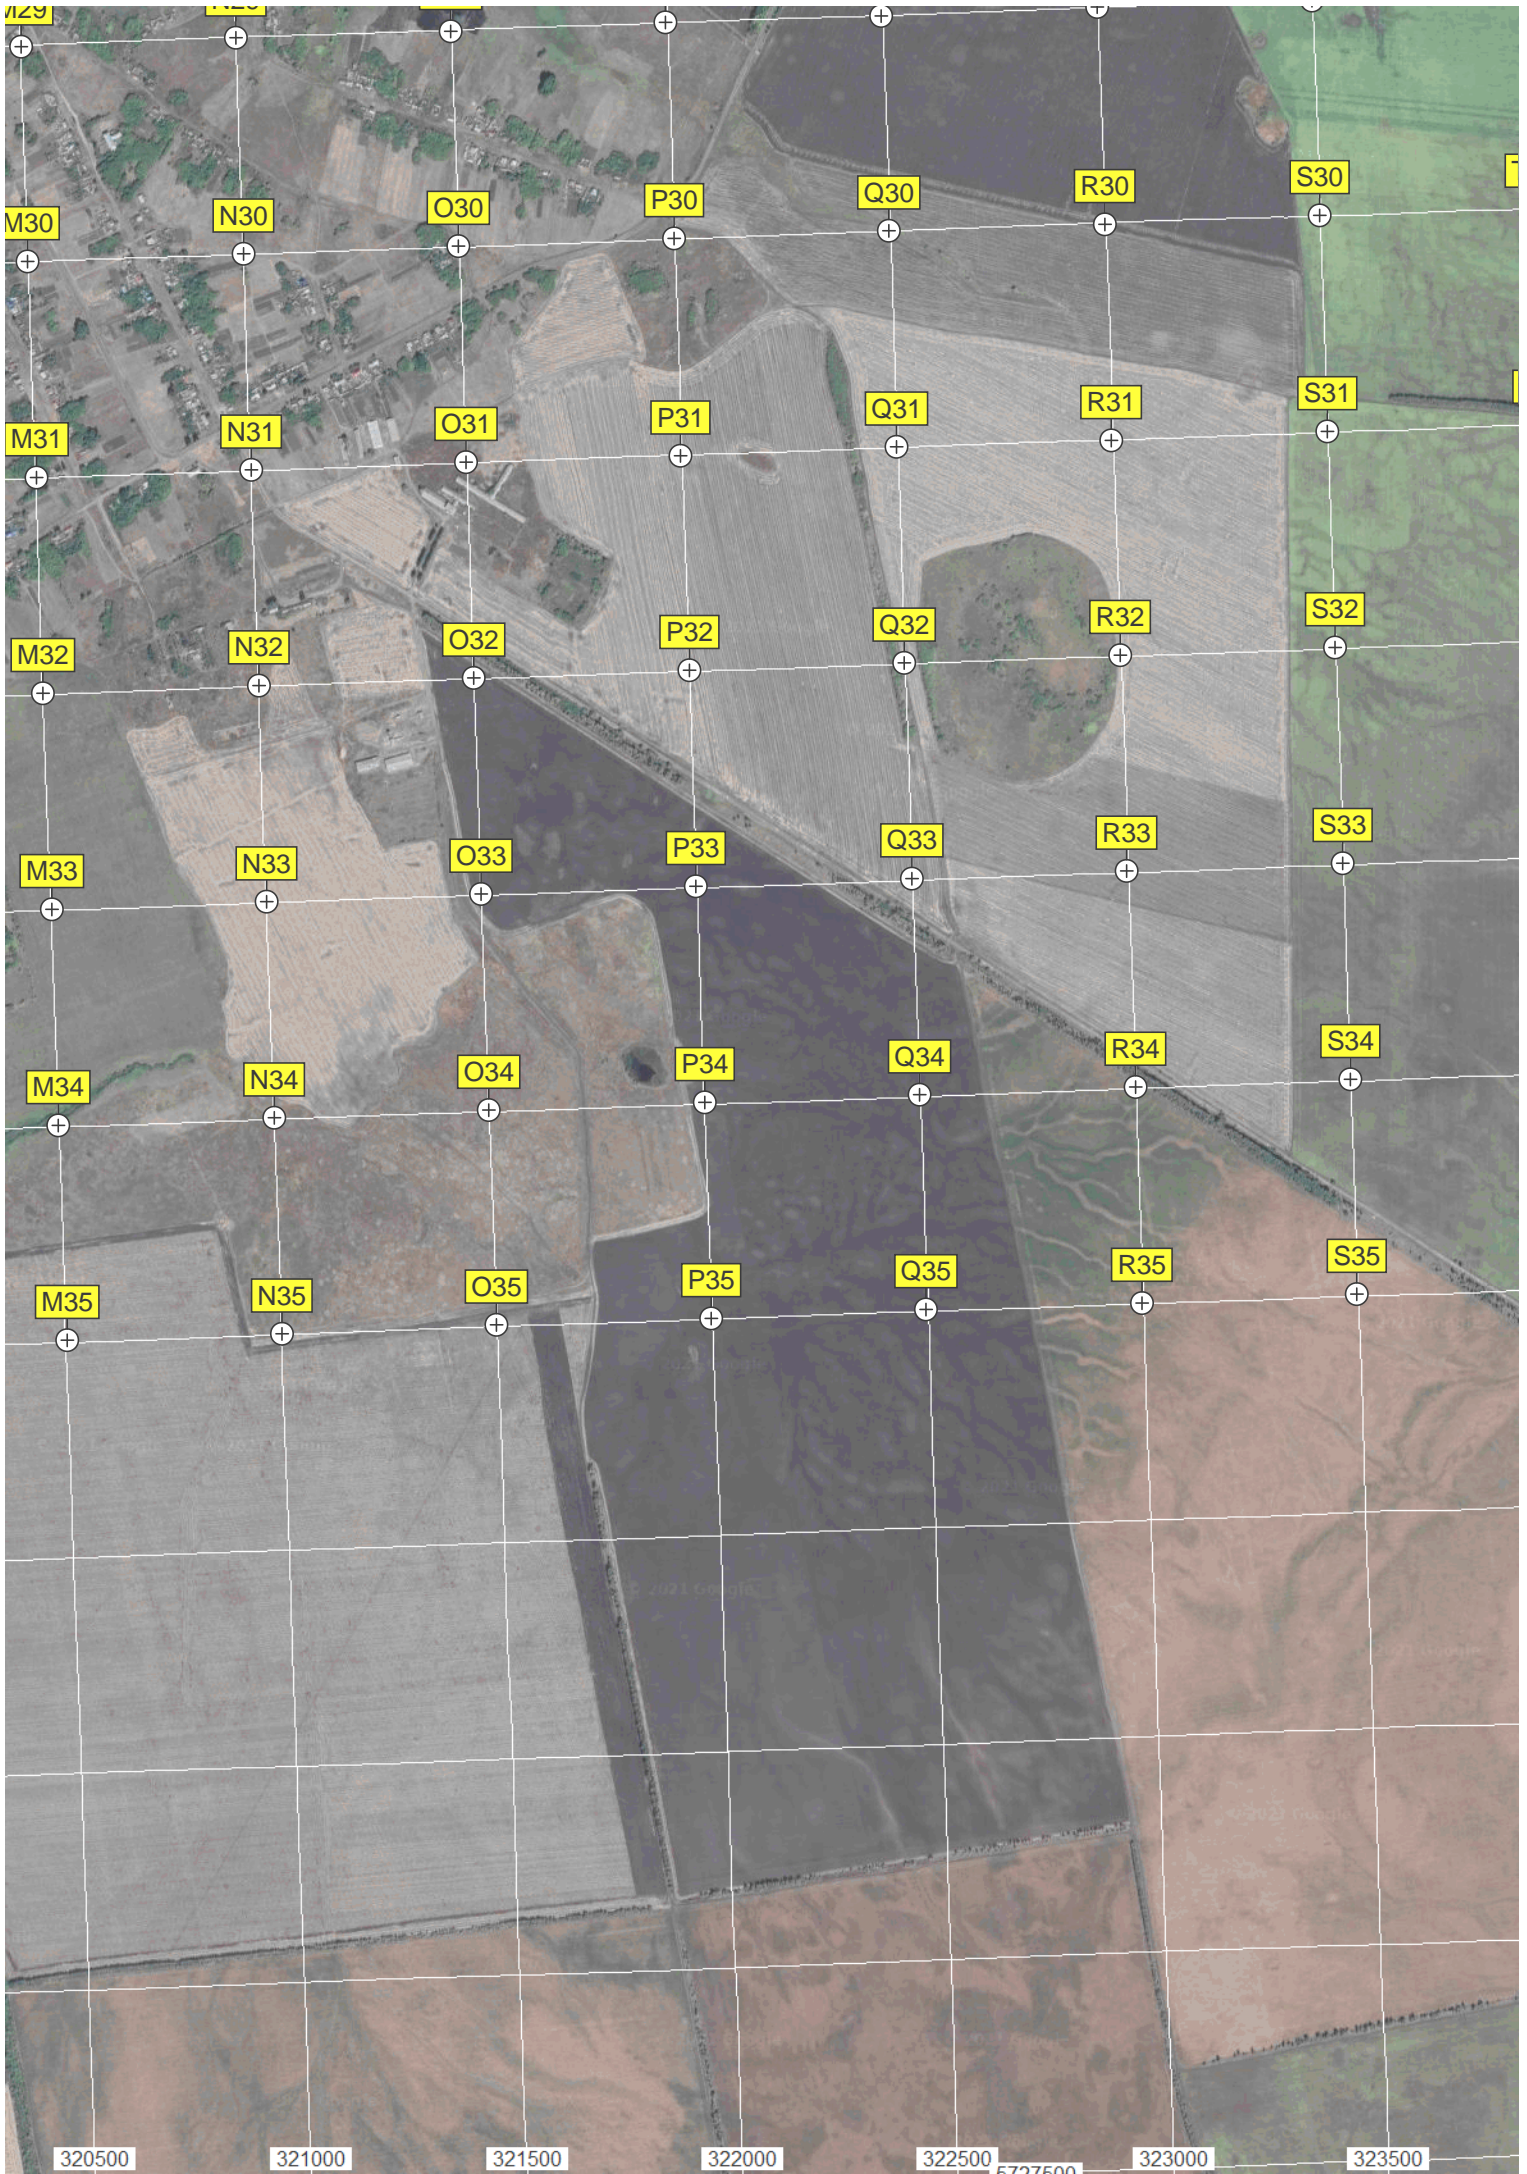 P30 Q30 R30 S30
M30 N30 O30
M31 N31 O31 P31 Q31 R31 S31
M32 N32 O32 P32 Q32 R32 S32
M33 N33 O33 P33 Q33 R33 S33
M34 N34 O34 P34 Q34 R34 S34
M35 N35 O35 P35 Q35 R35 S35
© 2021 Google
320500 321000 321500 322000 322500 323000 323500